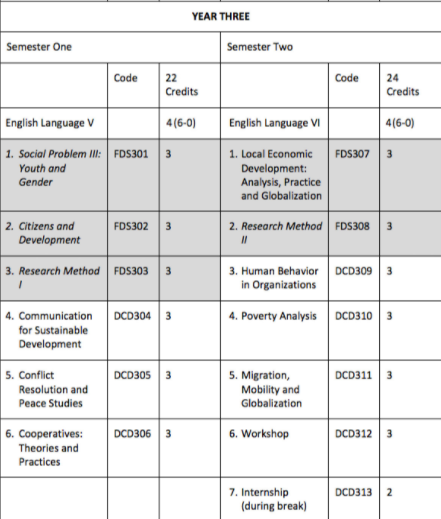 YEAR THREE
Semester One Semester Two
Code 22 Credits Code 24 Credits
English Language V 4(6-0) English Language VI 4(6-0)
1. Social Problem III: FDS301 3 1. Local Economic FDS307 3
Youth and Development:
Gender Analysis, Practice
and Globalization
2. Citizens and FDS302 3 2. Research Method FDS308 3
Development II
3. Research Method FDS303 3 3. Human Behavior DCD309 3
I in Organizations
4. Communication DCD304 3 4. Poverty Analysis DCD310 3
for Sustainable
Development
5. Conflict DCD305 3 5. Migration, DCD311 3
Resolution and Mobility and
Peace Studies Globalization
6. Cooperatives: DCD306 3 6. Workshop DCD312 3
Theories and
Practices
7. Internship DCD313 2
(during break)